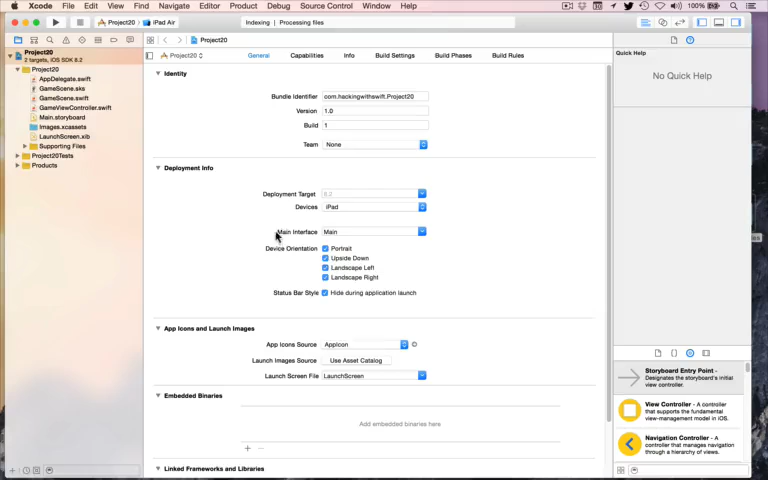 Xcode File Edit View Find Navigate Editor Product Debug Source Control Window Help 100%
Project20 iPad Air
Indexing | Processing files
Project20
2 targets, iOS SDK 8.2
Project20
AppDelegate.swift
GameScene.sks
GameScene.swift
GameViewController.swift
Main.storyboard
Images.xcassets
LaunchScreen.xib
Supporting Files
Project20Tests
Products
Project20
Project20
General Capabilities Info Build Settings Build Phases Build Rules
Identity
Bundle Identifier com.hackingwithswift.Project20
Version 1.0
Build 1
Team None
Deployment Info
Deployment Target 8.2
Devices iPad
Main Interface Main
Device Orientation Portrait
Upside Down
Landscape Left
Landscape Right
Status Bar Style Hide during application launch
App Icons and Launch Images
App Icons Source AppIcon
Launch Images Source Use Asset Catalog
Launch Screen File LaunchScreen
Embedded Binaries
Add embedded binaries here
Linked Frameworks and Libraries
Quick Help
No Quick Help
Storyboard Entry Point -
Designates the storyboard's initial
view controller.
View Controller - A controller
that supports the fundamental
view-management model in iOS.
Navigation Controller - A
controller that manages navigation
through a hierarchy of views.